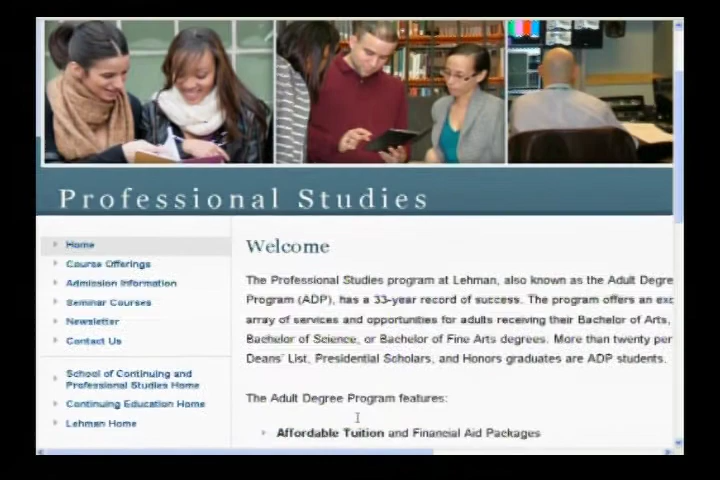 Professional Studies
Home
Course Offerings
Admission Information
Seminar Courses
Newsletter
Contact Us
School of Continuing and
Professional Studies Home
Continuing Education Home
Lehman Home
Welcome
The Professional Studies program at Lehman, also known as the Adult Degre
Program (ADP), has a 33-year record of success. The program offers an exc
array of services and opportunities for adults receiving their Bachelor of Arts,
Bachelor of Science, or Bachelor of Fine Arts degrees. More than twenty per
Deans' List, Presidential Scholars, and Honors graduates are ADP students.
The Adult Degree Program features:
Affordable Tuition and Financial Aid Packages